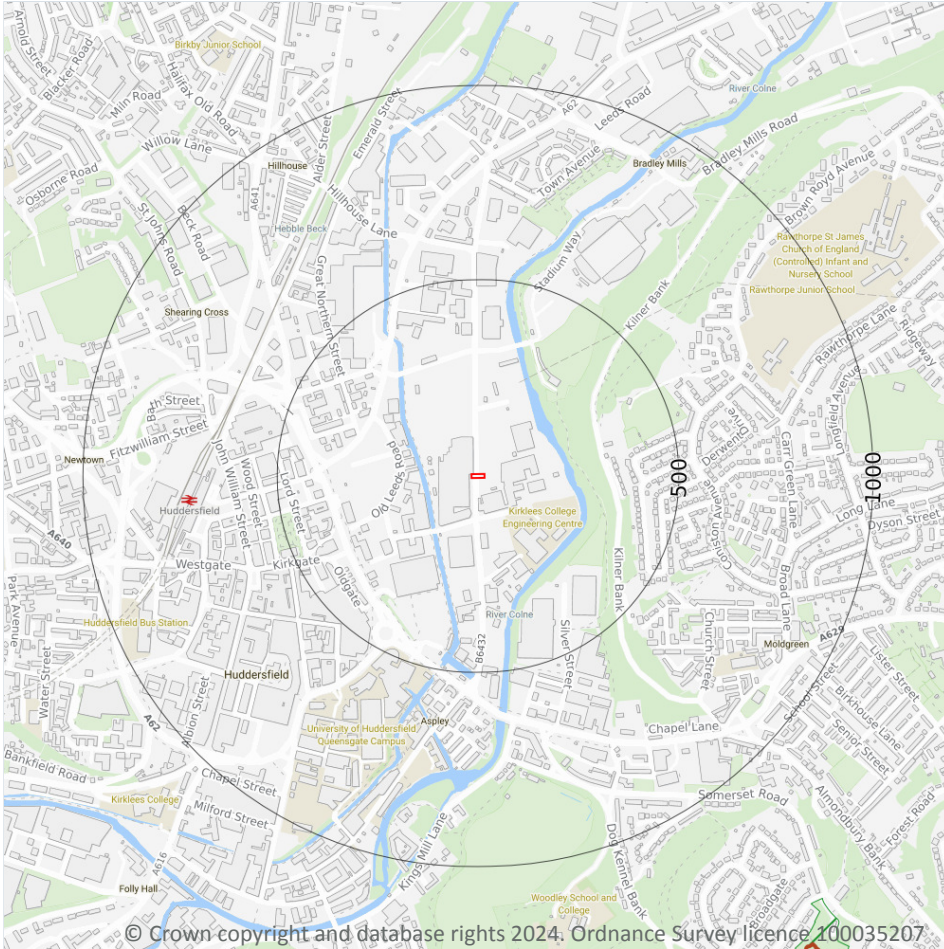 Birkby Junior School
Arnold Street
Blacker Road
Miln Road
Halifax Old Road
Willow Lane
Osborne Road
St Johns Road
Beck Road
A641
Hillhouse
Alder Street
Emerald Street
Hillhouse Lane
Hebble Beck
Great Northern Street
Shearing Cross
A62
Leeds Road
Town Avenue
River Colne
Bradley Mills
Bradley Mills Road
Stadium Way
Kilner Bank
Brown Royd Avenue
Rawthorpe St James
Church of England
(Controlled) Infant and
Nursery School
Rawthorpe Junior School
Rawthorpe Lane
Ridgeway
Longfield Avenue
Bath Street
Fitzwilliam Street
Newtown
John William Street
Wood Street
Lord Street
Old Leeds Road
Huddersfield
A640
Westgate
Kirkgate
Oldgate
Park Avenue
Water Street
Huddersfield Bus Station
Huddersfield
Albion Street
A62
Kirklees College
Engineering Centre
500
1000
Derwent Drive
Coniston Avenue
Carr Green Lane
Long Lane
Dyson Street
Broad Lane
Kilner Bank
Church Street
Moldgreen
A629
School Street
Lister Street
Birkhouse Lane
Senior Street
River Colne
B6432
Silver Street
Aspley
University of Huddersfield
Queensgate Campus
Chapel Lane
Bankfield Road
Kirklees College
Chapel Street
Milford Street
A616
Folly Hall
Kings Mill Lane
Somerset Road
Dog Kennel Bank
Almondbury Bank
Forest Road
Broadgate
Woodley School and
College
© Crown copyright and database rights 2024. Ordnance Survey licence 100035207.